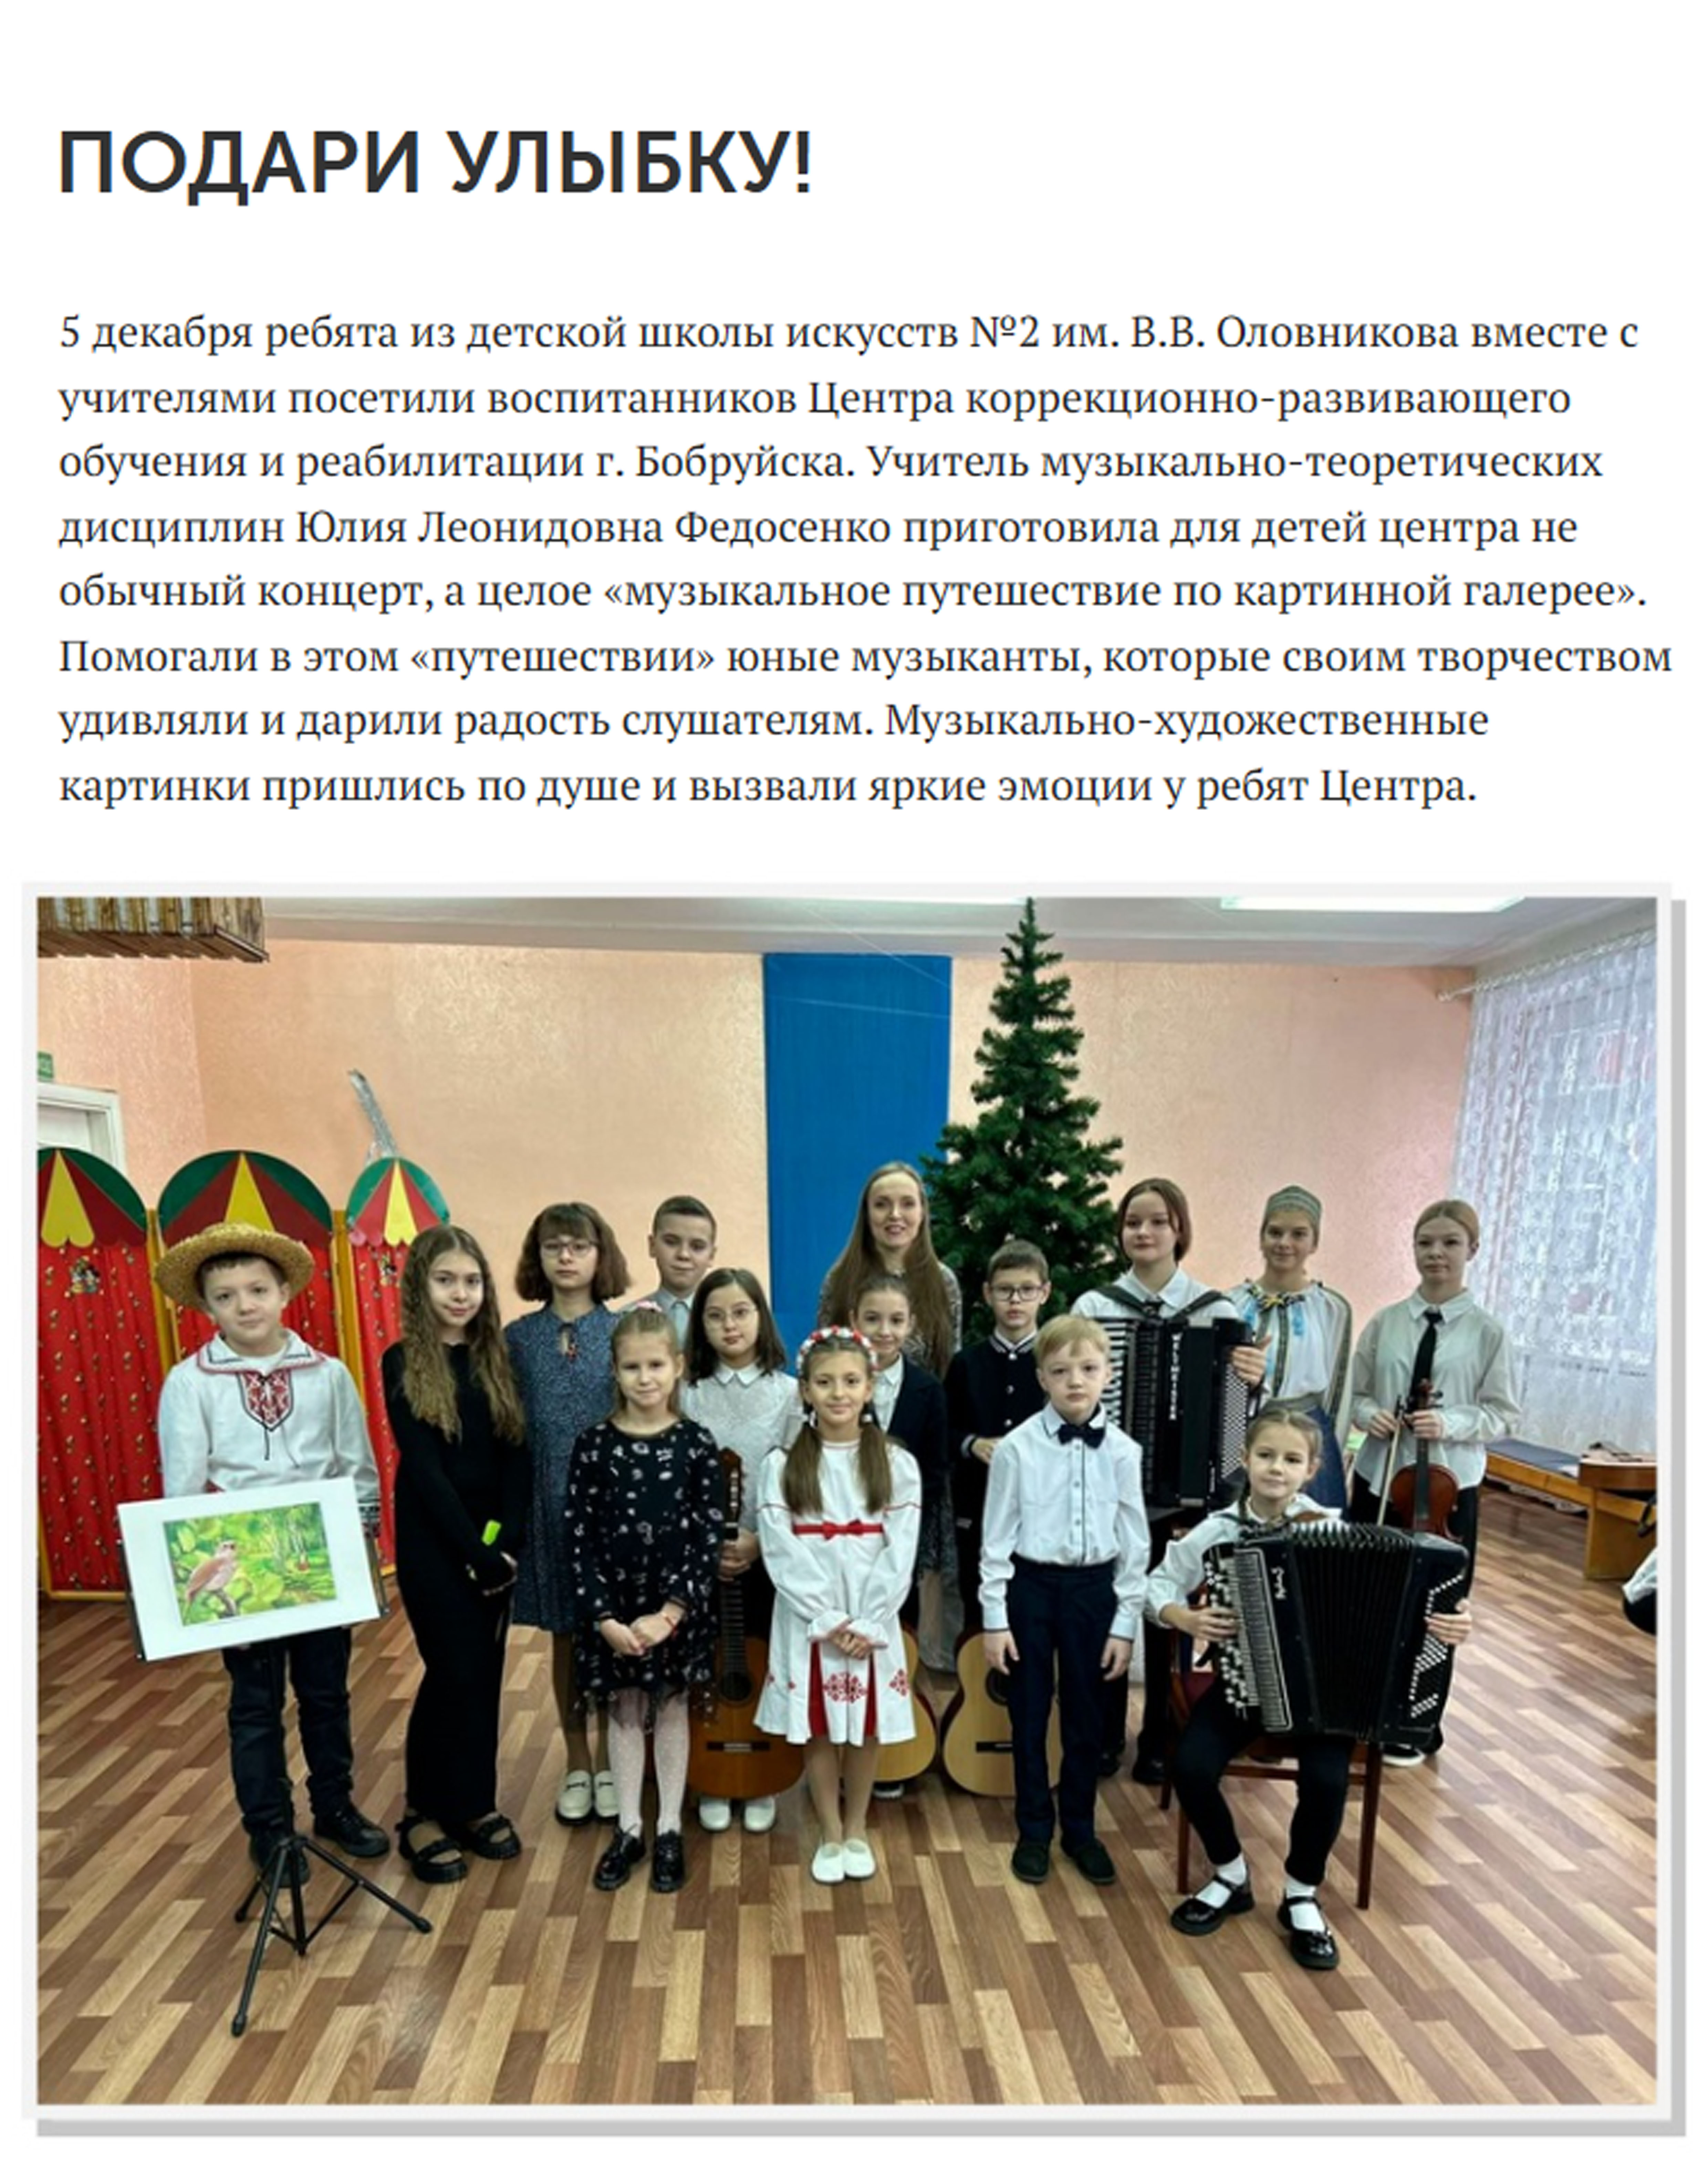 ПОДАРИ УЛЫБКУ!
5 декабря ребята из детской школы искусств №2 им. В.В. Оловникова вместе с
учителями посетили воспитанников Центра коррекционно-развивающего
обучения и реабилитации г. Бобруйска. Учитель музыкально-теоретических
дисциплин Юлия Леонидовна Федосенко приготовила для детей центра не
обычный концерт, а целое «музыкальное путешествие по картинной галерее».
Помогали в этом «путешествии» юные музыканты, которые своим творчеством
удивляли и дарили радость слушателям. Музыкально-художественные
картинки пришлись по душе и вызвали яркие эмоции у ребят Центра.